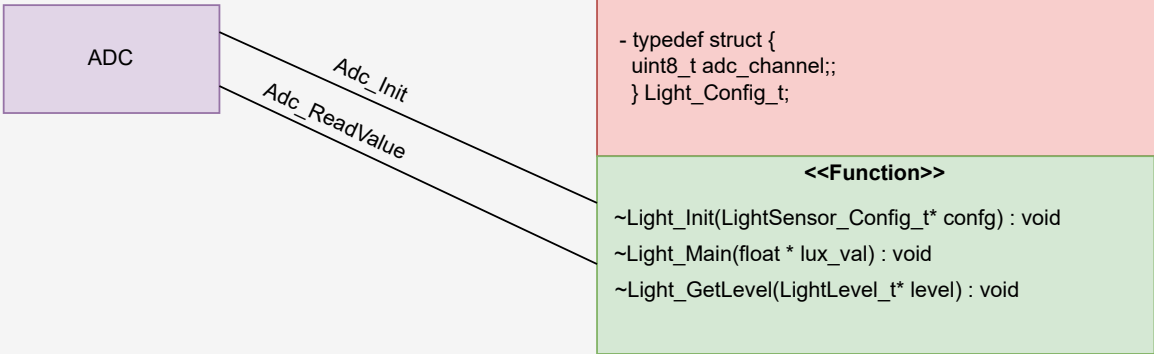 ADC
Adc_Init
Adc_ReadValue
- typedef struct {
uint8_t adc_channel;;
} Light_Config_t;
<<Function>>
~Light_Init(LightSensor_Config_t* confg) : void
~Light_Main(float * lux_val) : void
~Light_GetLevel(LightLevel_t* level) : void